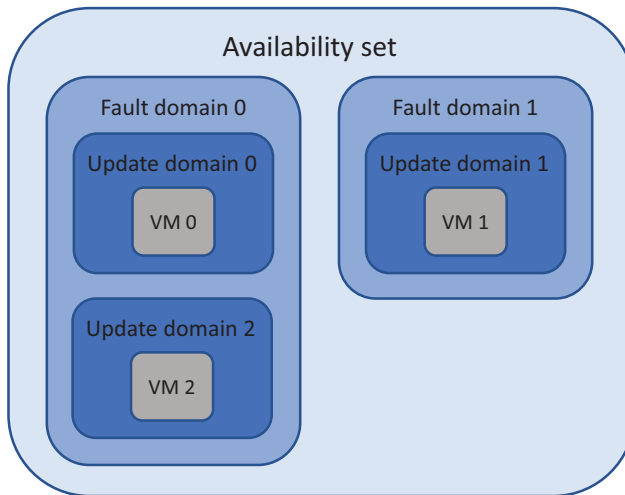 Availability set
Fault domain 0
Update domain 0
VM 0
Update domain 2
VM 2
Fault domain 1
Update domain 1
VM 1